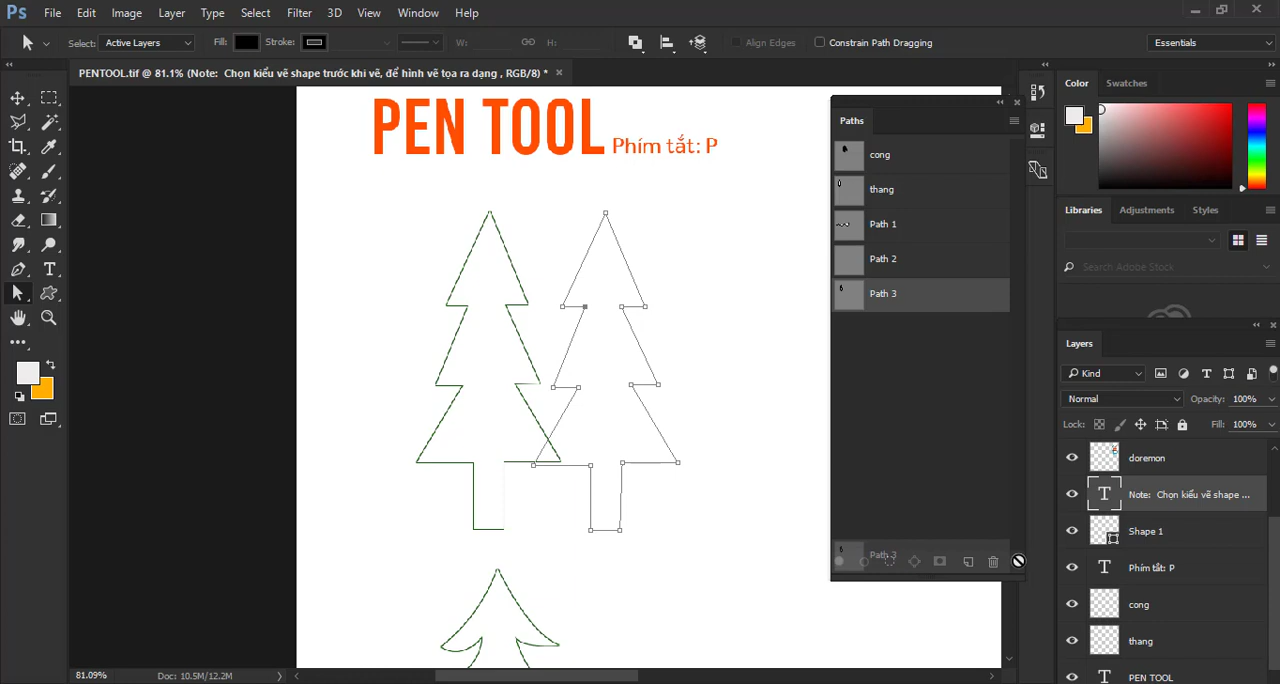 Ps File Edit Image Layer Type Select Filter 3D View Window Help
Select: Active Layers Fill: Stroke: W: H: Align Edges Constrain Path Dragging Essentials
PENTOOL.tif @ 81.1% (Note: Chọn kiểu vẽ shape trước khi vẽ, để hình vẽ tọa ra dạng , RGB/8) *
PEN TOOL Phím tắt: P
Paths
cong
thang
Path 1
Path 2
Path 3
Path 3
Color Swatches
Libraries Adjustments Styles
Search Adobe Stock
Layers
Kind
Normal Opacity: 100%
Lock: Fill: 100%
doremon
Note: Chọn kiểu vẽ shape ...
Shape 1
Phím tắt: P
cong
thang
PEN TOOL
81.09% Doc: 10.5M/12.2M